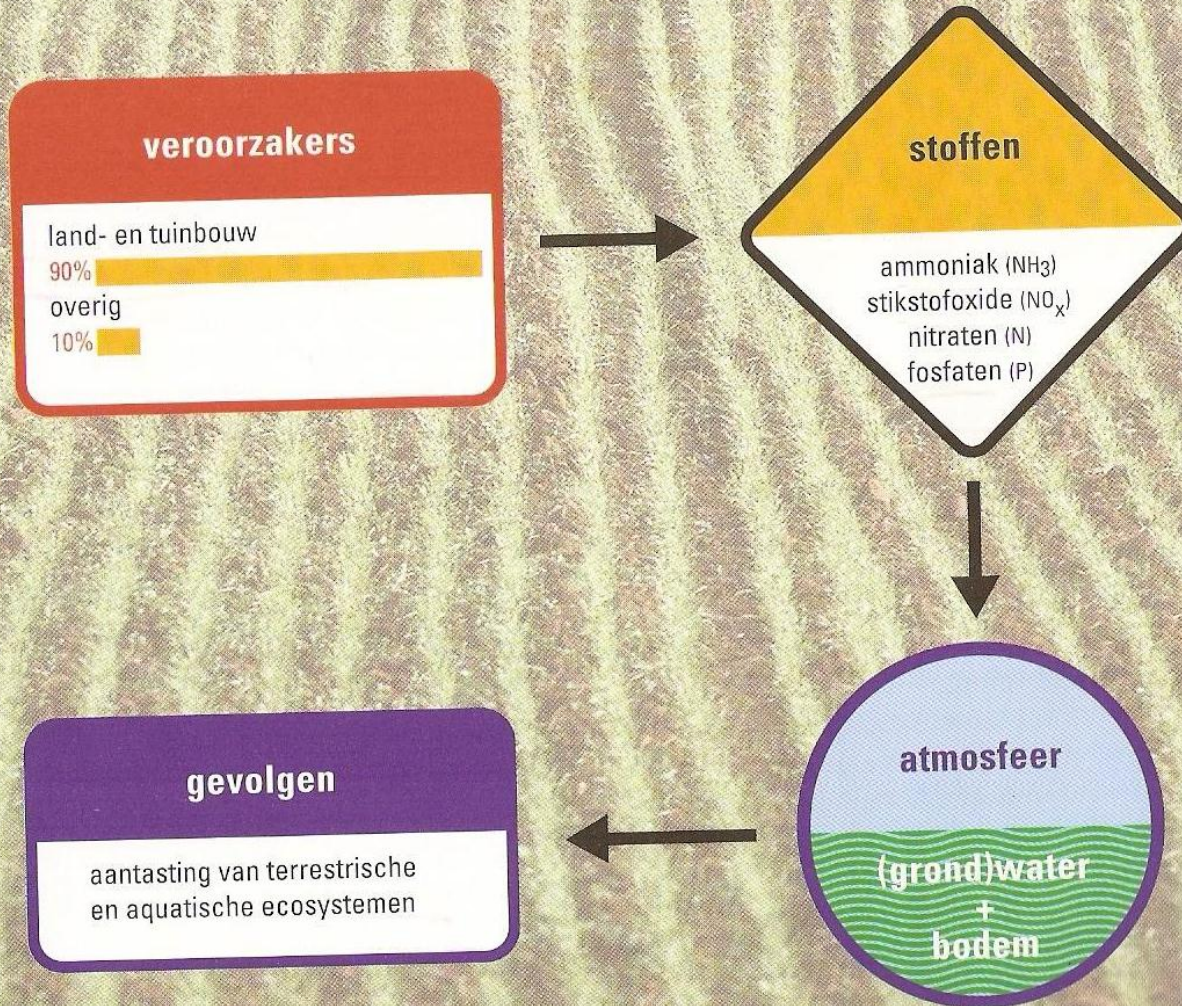 veroorzakers
land- en tuinbouw
90%
overig
10%
stoffen
ammoniak (NH₃)
stikstofoxide (NOₓ)
nitraten (N)
fosfaten (P)
atmosfeer
(grond)water
+
bodem
gevolgen
aantasting van terrestrische
en aquatische ecosystemen